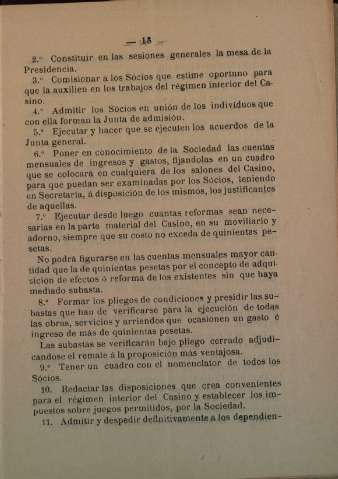 — 15 —
2.º Constituir en las sesiones generales la mesa de la
Presidencia.
3.º Comisionar a los Sócios que estime oportuno para
que la auxilien en los trabajos del régimen interior del Ca-
sino.
4.º Admitir los Sócios en unión de los individuos que
con ella forman la Junta de admisión.
5.º Ejecutar y hacer que se ejecuten los acuerdos de la
Junta general.
6.º Poner en conocimiento de la Sociedad las cuentas
mensuales de ingresos y gastos, fijándolas en un cuadro
que se colocará en cualquiera de los salones del Casino,
para que puedan ser examinadas por los Sócios, teniendo
en Secretaría, á disposición de los mismos, los justificantes
de aquellas.
7.º Ejecutar desde luego cuantas reformas sean nece-
sarias en la parte material del Casino, en su moviliario y
adorno, siempre que su costo no exceda de quinientas pe-
setas.
No podrá figurarse en las cuentas mensuales mayor can-
tidad que la de quinientas pesetas por el concepto de adqui-
sición de efectos ó reforma de los existentes sin que haya
mediado subasta.
8.º Formar los pliegos de condiciones y presidir las su-
bastas que han de verificarse para la ejecución de todas
las obras, servicios y arriendos que ocasionen un gasto é
ingreso de más de quinientas pesetas.
Las subastas se verificarán bajo pliego cerrado adjudi-
cándose el remate á la proposición más ventajosa.
9.º Tener un cuadro con el nomenclator de todos los
Sócios.
10. Redactar las disposiciones que crea convenientes
para el régimen interior del Casino y establecer los im-
puestos sobre juegos permitidos, por la Sociedad.
11. Admitir y despedir definitivamente a los dependien-